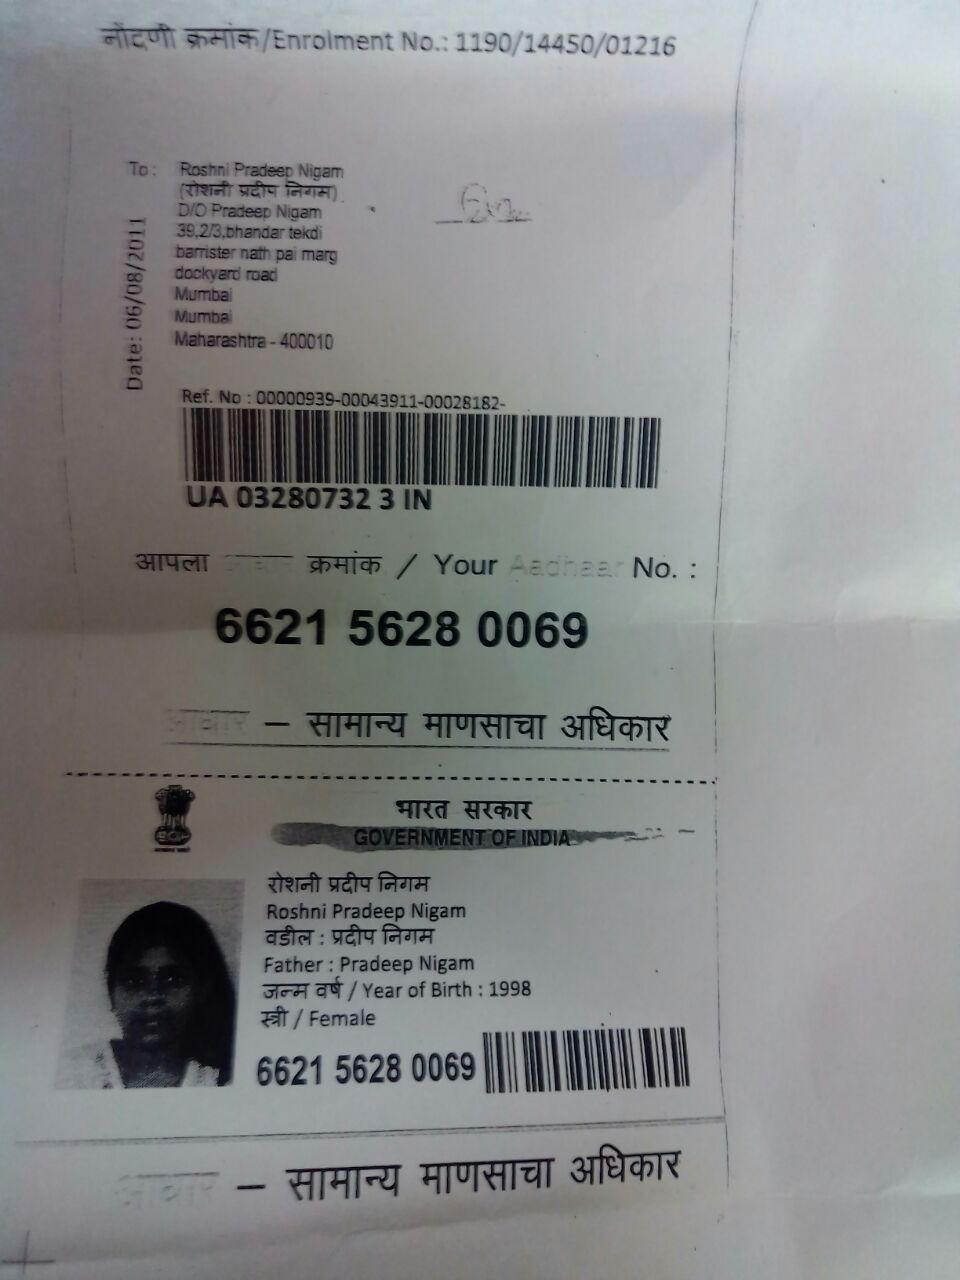 नोंदणी क्रमांक/Enrolment No.: 1190/14450/01216
To :
Roshni Pradeep Nigam
(रोशनी प्रदीप निगम)
D/O Pradeep Nigam
39,2/3,bhandar tekdi
barrister nath pai marg
dockyard road
Mumbai
Mumbai
Maharashtra - 400010
Date: 06/08/2011
Ref. No : 00000939-00043911-00028182-
UA 03280732 3 IN
आपला आधार क्रमांक / Your Aadhaar No. :
6621 5628 0069
आधार – सामान्य माणसाचा अधिकार
भारत सरकार
GOVERNMENT OF INDIA
रोशनी प्रदीप निगम
Roshni Pradeep Nigam
वडील : प्रदीप निगम
Father : Pradeep Nigam
जन्म वर्ष / Year of Birth : 1998
स्त्री / Female
6621 5628 0069
आधार – सामान्य माणसाचा अधिकार